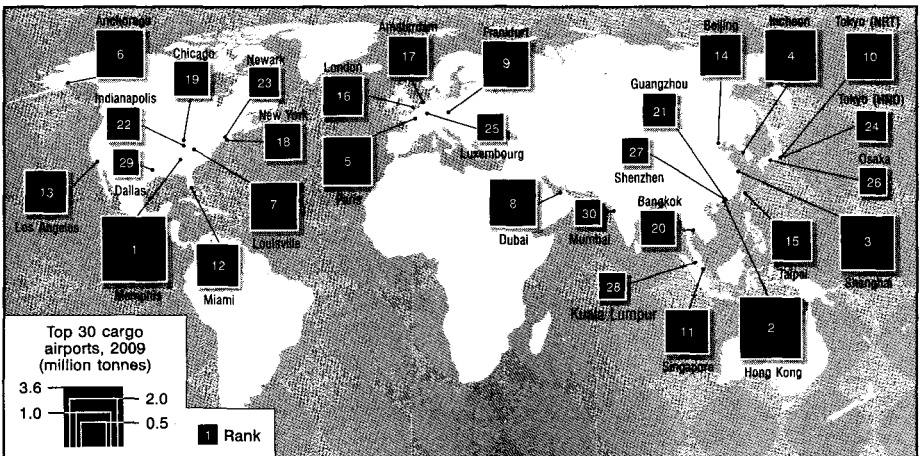 Anchorage
6
Chicago
19
Newark
23
Indianapolis
22
New York
18
29
Dallas
13
Los Angeles
1
Memphis
7
Louisville
12
Miami
Amsterdam
17
Frankfurt
9
London
16
5
Paris
25
Luxembourg
8
Dubai
30
Mumbai
Beijing
14
Incheon
4
Tokyo (NRT)
10
Guangzhou
21
Tokyo (HND)
24
27
Shenzhen
Osaka
26
Bangkok
20
15
Taipai
3
Shanghai
28
Kuala Lumpur
11
Singapore
2
Hong Kong
Top 30 cargo
airports, 2009
(million tonnes)
3.6
2.0
1.0
0.5
1 Rank